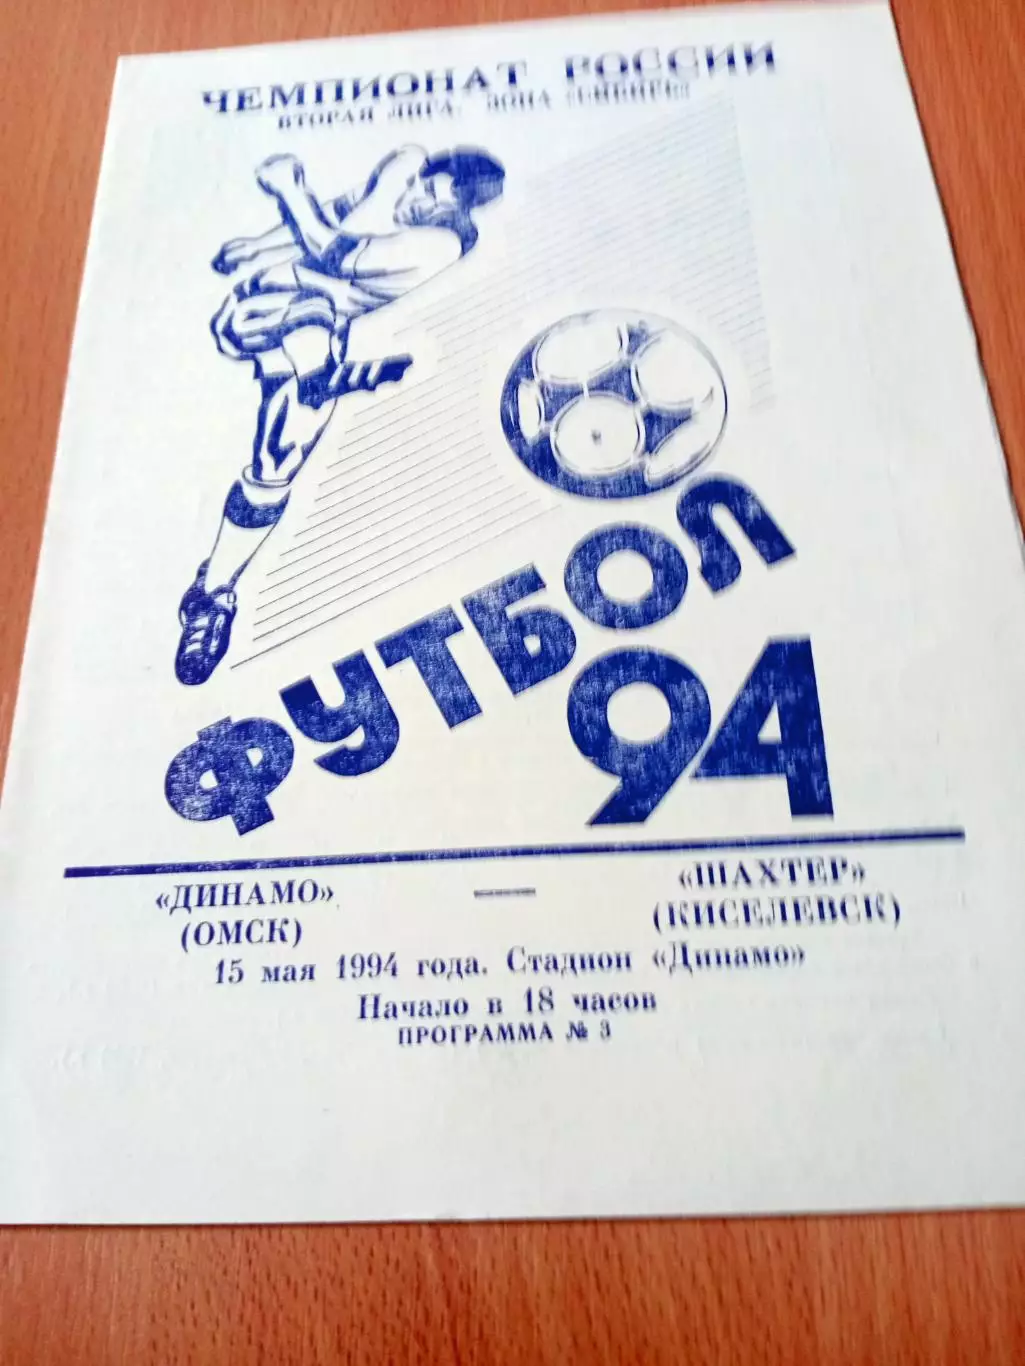 ЧЕМПИОНАТ РОССИИ
ВТОРАЯ ЛИГА. ЗОНА «СИБИРЬ»
ФУТБОЛ
94
«ДИНАМО» — «ШАХТЕР»
(ОМСК) (КИСЕЛЕВСК)
15 мая 1994 года. Стадион «Динамо»
Начало в 18 часов
ПРОГРАММА № 3